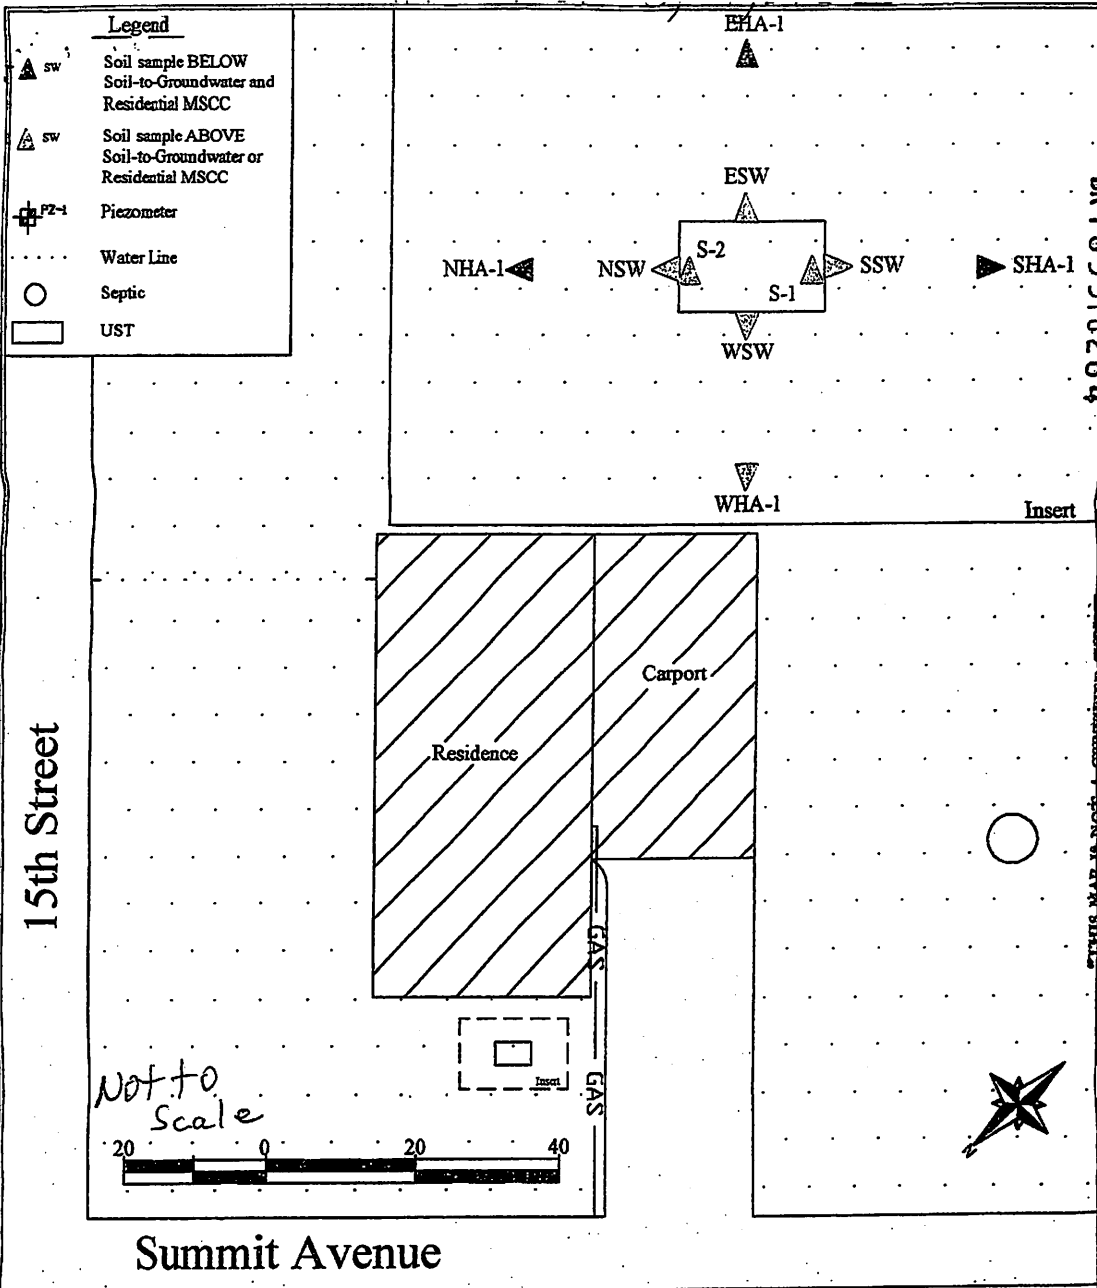 Legend
SW
Soil sample BELOW
Soil-to-Groundwater and
Residential MSCC
SW
Soil sample ABOVE
Soil-to-Groundwater or
Residential MSCC
PZ-1
Piezometer
Water Line
Septic
UST
EHA-1
ESW
NHA-1
NSW
S-2
S-1
SSW
SHA-1
WSW
WHA-1
Insert
Carport
Residence
15th Street
GAS
GAS
Insert
Not to
Scale
20 0 20 40
N
Summit Avenue